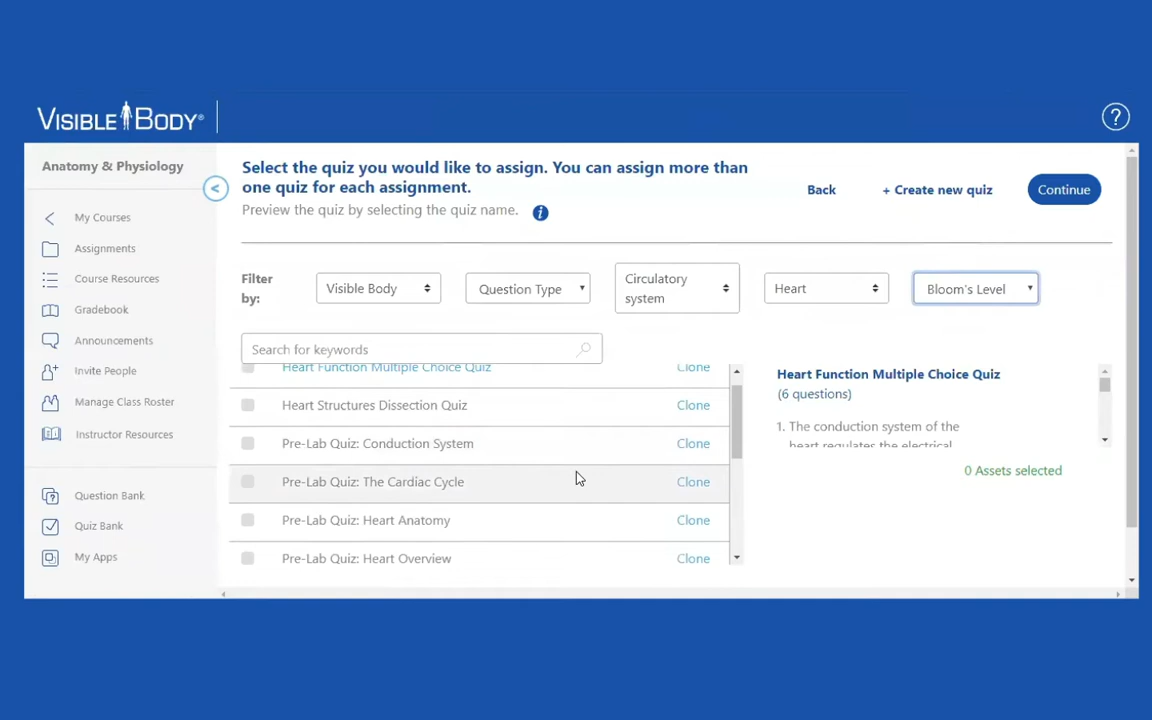 VISIBLE BODY®
?
Anatomy & Physiology
<
My Courses
Assignments
Course Resources
Gradebook
Announcements
Invite People
Manage Class Roster
Instructor Resources
Question Bank
Quiz Bank
My Apps
Select the quiz you would like to assign. You can assign more than
one quiz for each assignment.
Preview the quiz by selecting the quiz name. i
Back
+ Create new quiz
Continue
Filter
by:
Visible Body
Question Type
Circulatory
system
Heart
Bloom's Level
Search for keywords
Heart Function Multiple Choice Quiz Clone
Heart Structures Dissection Quiz Clone
Pre-Lab Quiz: Conduction System Clone
Pre-Lab Quiz: The Cardiac Cycle Clone
Pre-Lab Quiz: Heart Anatomy Clone
Pre-Lab Quiz: Heart Overview Clone
Heart Function Multiple Choice Quiz
(6 questions)
1. The conduction system of the
heart regulates the electrical
0 Assets selected